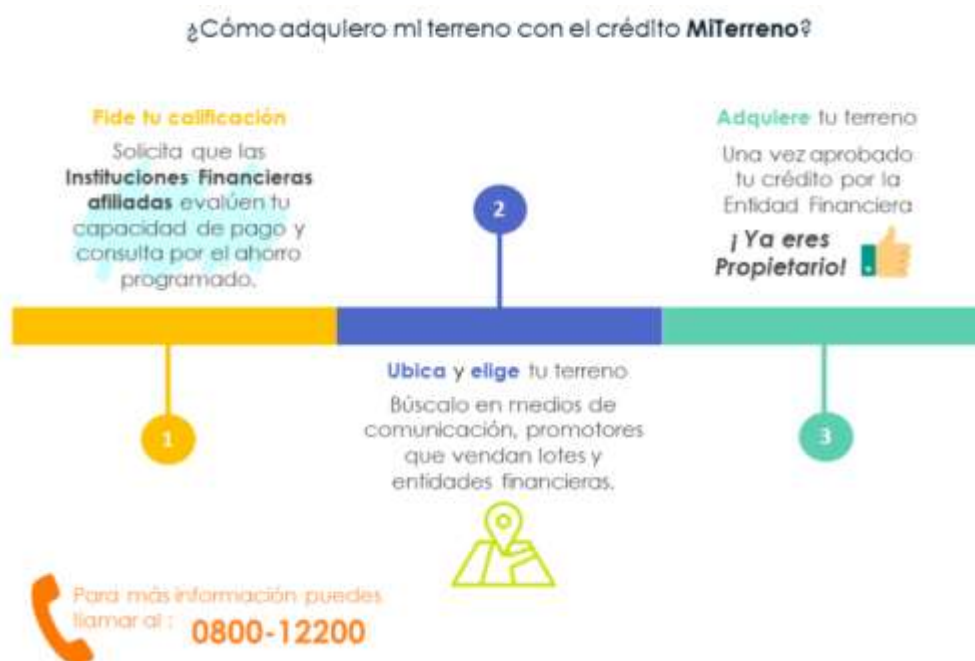 ¿Cómo adquiero mi terreno con el crédito MiTerreno?
Pide tu calificación
Solicita que las
Instituciones Financieras
afiliadas evalúen tu
capacidad de pago y
consulta por el ahorro
programado.
1
2
Ubica y elige tu terreno
Búscalo en medios de
comunicación, promotores
que vendan lotes y
entidades financieras.
Adquiere tu terreno
Una vez aprobado
tu crédito por la
Entidad Financiera
¡Ya eres
Propietario!
3
Para más información puedes
llamar al :
0800-12200